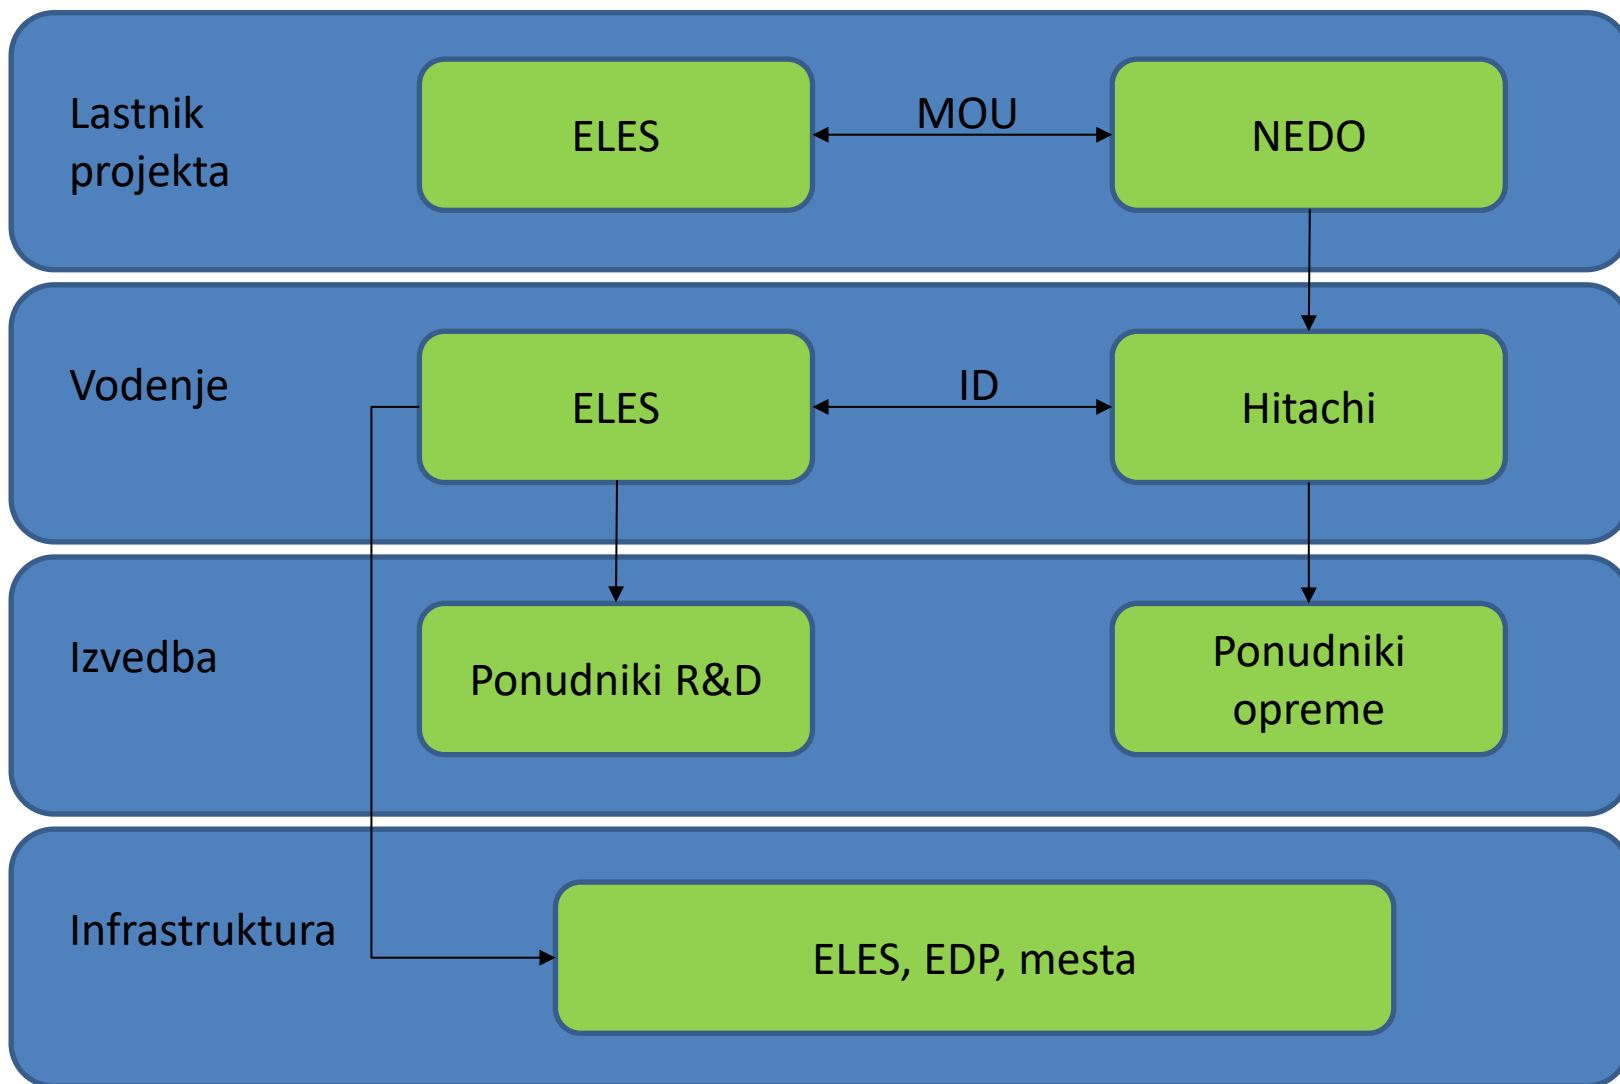 Lastnik
projekta
ELES
MOU
NEDO
Vodenje
ELES
ID
Hitachi
Izvedba
Ponudniki R&D
Ponudniki
opreme
Infrastruktura
ELES, EDP, mesta